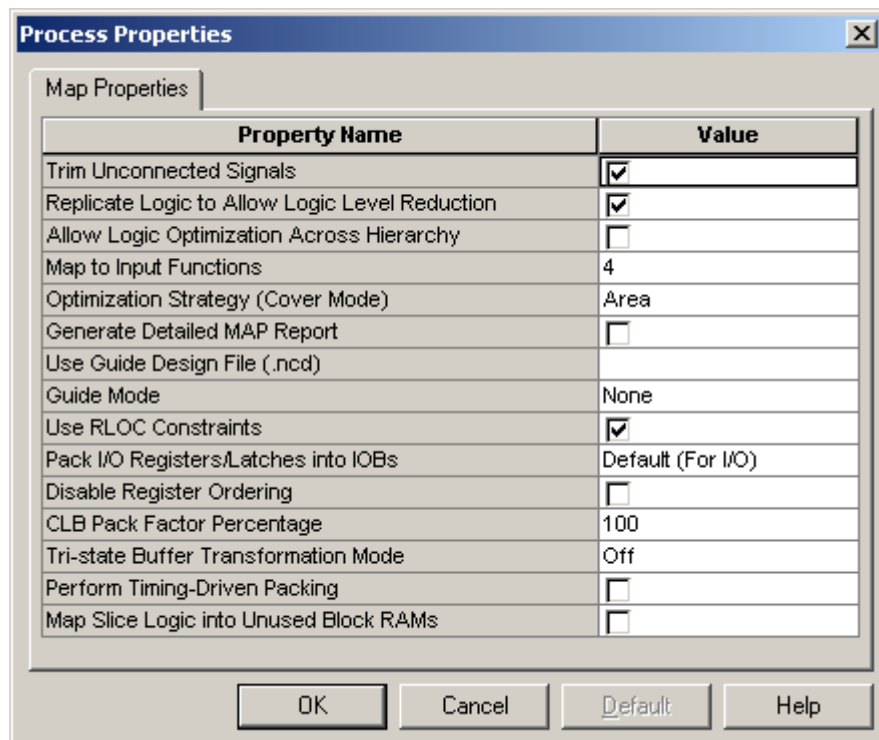 Process Properties
Map Properties
Property Name Value
Trim Unconnected Signals
Replicate Logic to Allow Logic Level Reduction
Allow Logic Optimization Across Hierarchy
Map to Input Functions 4
Optimization Strategy (Cover Mode) Area
Generate Detailed MAP Report
Use Guide Design File (.ncd)
Guide Mode None
Use RLOC Constraints
Pack I/O Registers/Latches into IOBs Default (For I/O)
Disable Register Ordering
CLB Pack Factor Percentage 100
Tri-state Buffer Transformation Mode Off
Perform Timing-Driven Packing
Map Slice Logic into Unused Block RAMs
OK Cancel Default Help